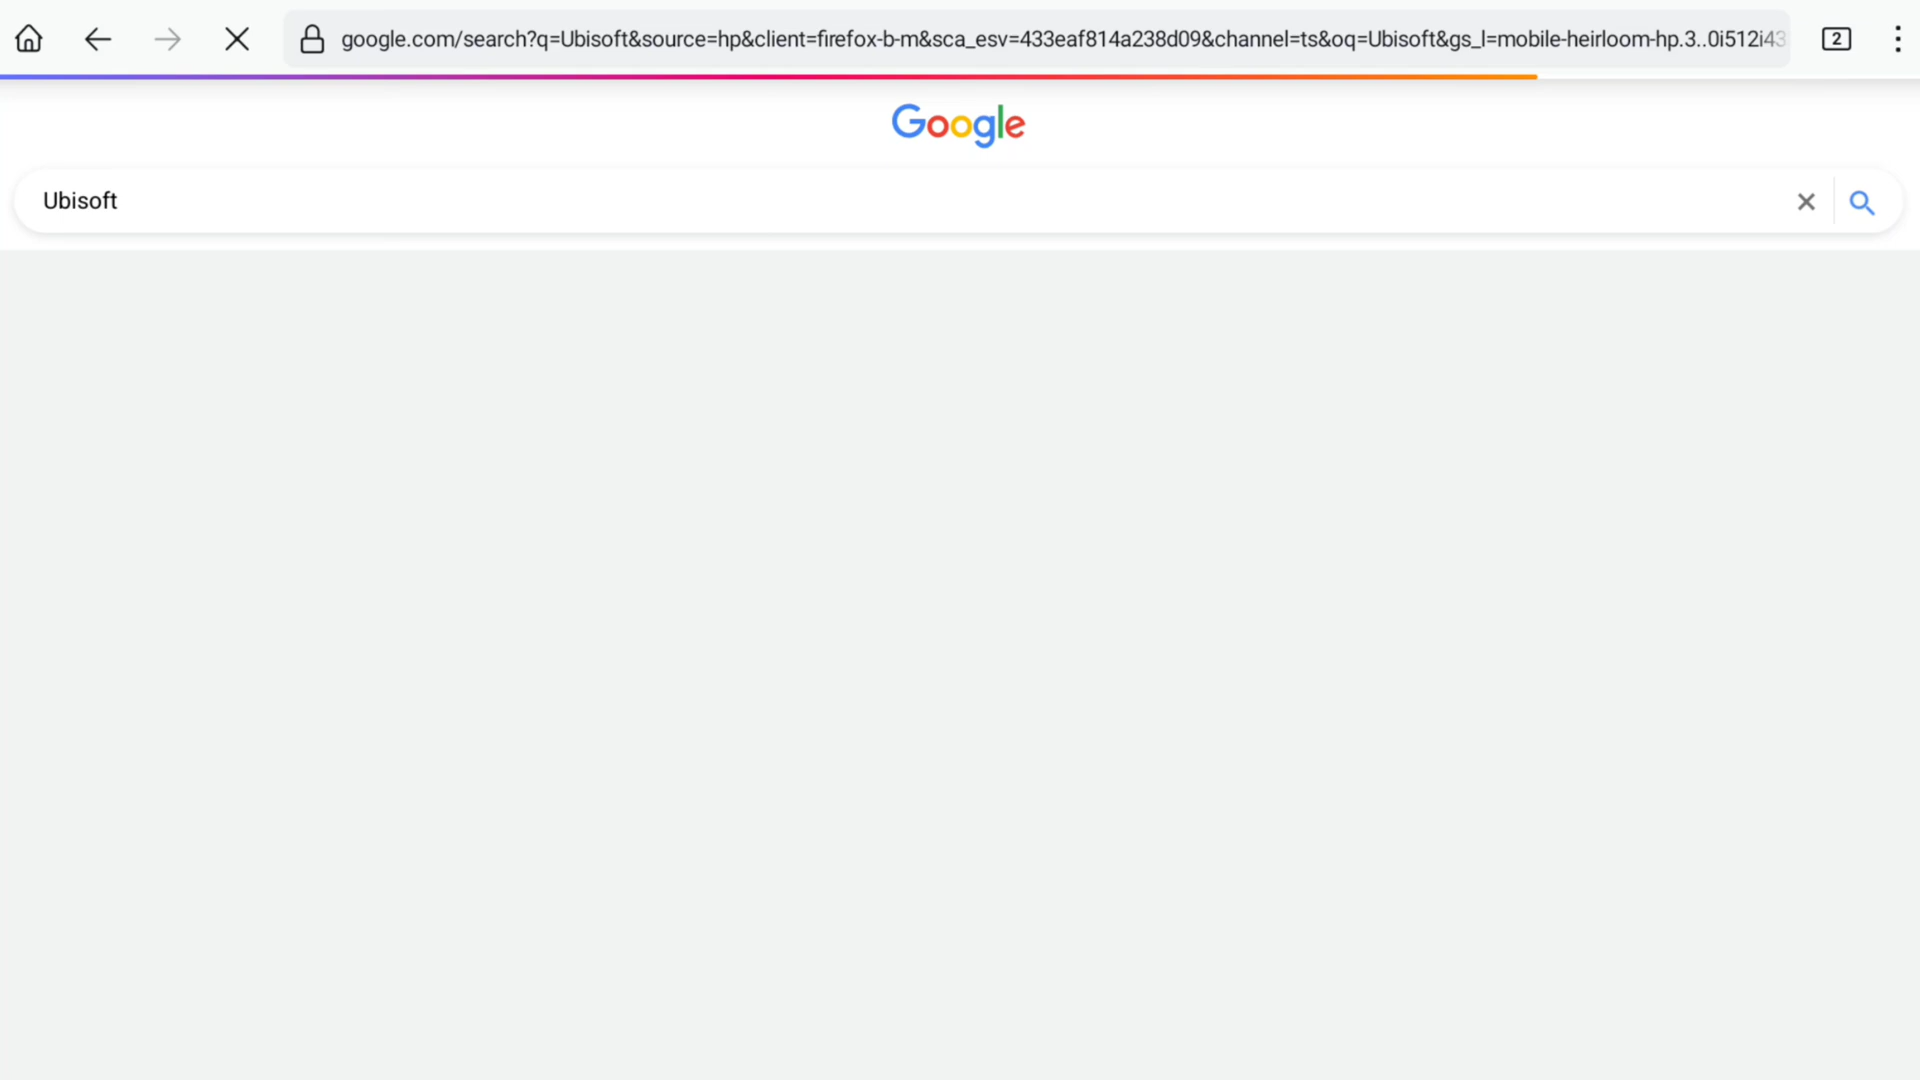 google.com/search?q=Ubisoft&source=hp&client=firefox-b-m&sca_esv=433eaf814a238d09&channel=ts&oq=Ubisoft&gs_l=mobile-heirloom-hp.3..0i512i43
2
Google
Ubisoft